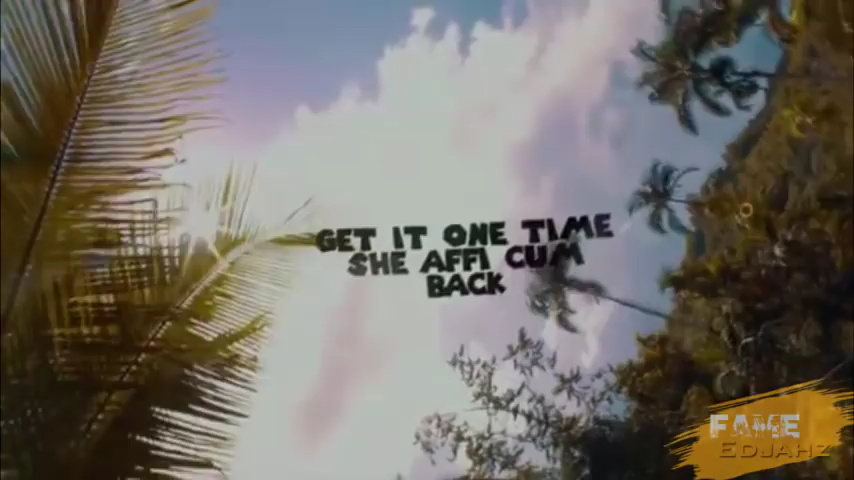 GET IT ONE TIME
SHE AFFI CUM
BACK
FAME
EDJAHZ